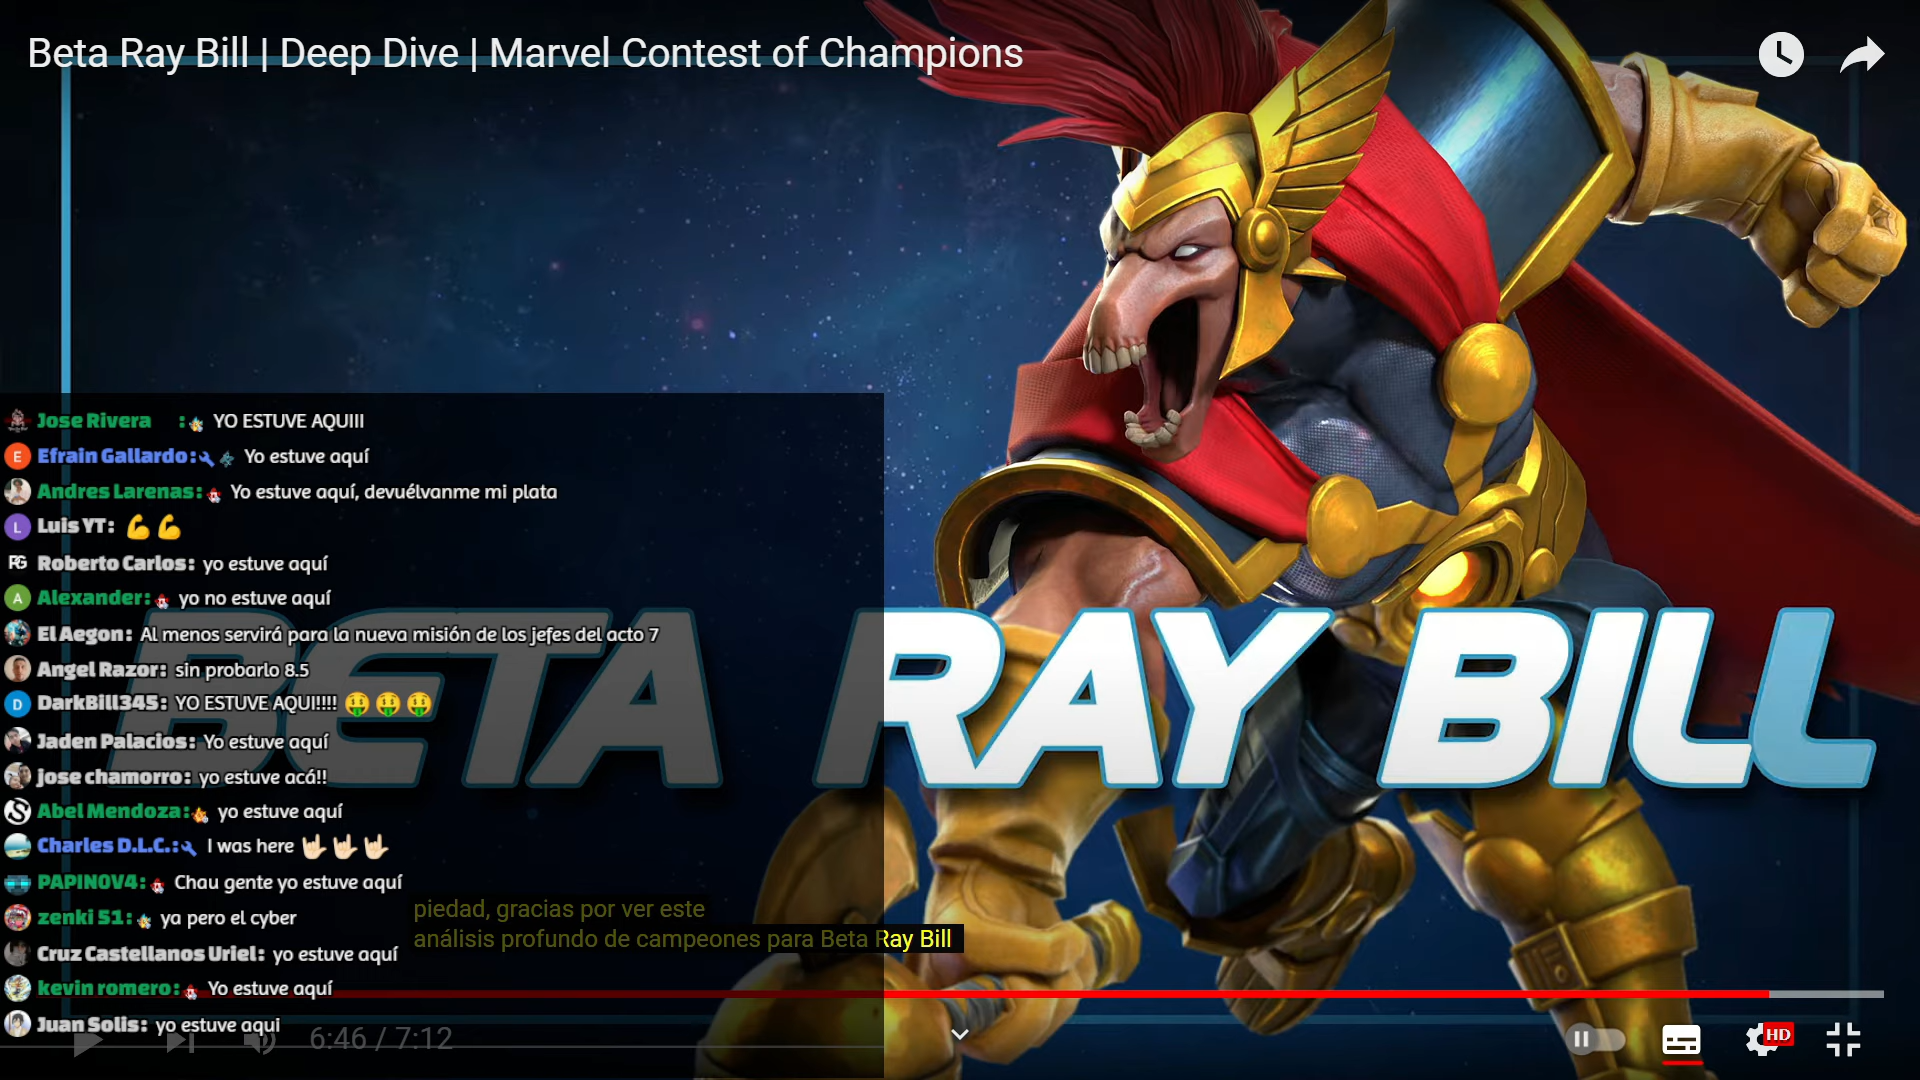 Beta Ray Bill | Deep Dive | Marvel Contest of Champions
Jose Rivera : YO ESTUVE AQUIII
E Efrain Gallardo: Yo estuve aquí
Andres Larenas: Yo estuve aquí, devuélvanme mi plata
L Luis YT: 💪💪
Roberto Carlos: yo estuve aquí
A Alexander: yo no estuve aquí
El Aegon: Al menos servirá para la nueva misión de los jefes del acto 7
Angel Razor: sin probarlo 8.5
D DarkBill345: YO ESTUVE AQUI!!!! 🤑🤑🤑
Jaden Palacios: Yo estuve aquí
jose chamorro: yo estuve acá!!
Abel Mendoza: yo estuve aquí
Charles D.L.C.: I was here 🤟🏻🤟🏻🤟🏻
PAPINOV4: Chau gente yo estuve aquí
zenki 51: ya pero el cyber
Cruz Castellanos Uriel: yo estuve aquí
kevin romero: Yo estuve aquí
Juan Solis: yo estuve aqui
BETA RAY BILL
piedad, gracias por ver este
análisis profundo de campeones para Beta Ray Bill
6:46 / 7:12
HD